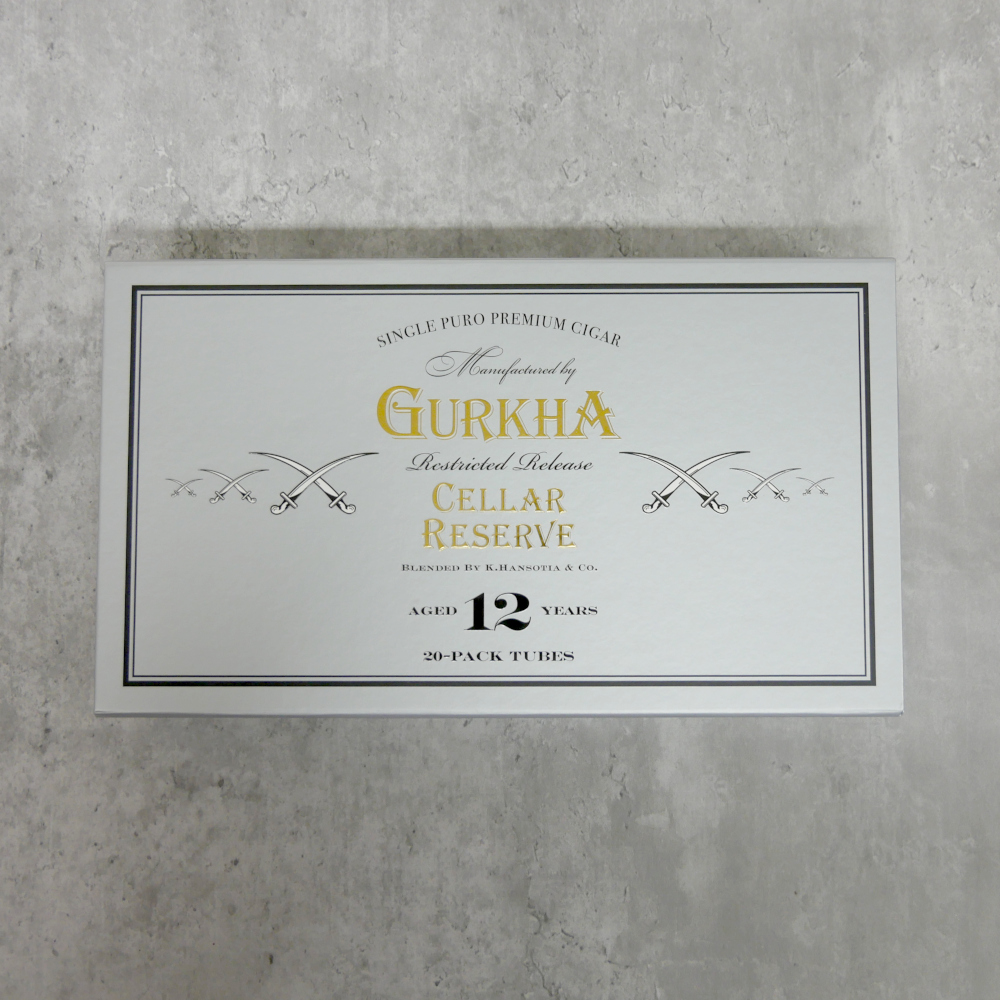 SINGLE PURO PREMIUM CIGAR
Manufactured by
GURKHA
Restricted Release
CELLAR
RESERVE
BLENDED BY K.HANSOTIA & CO.
AGED 12 YEARS
20-PACK TUBES